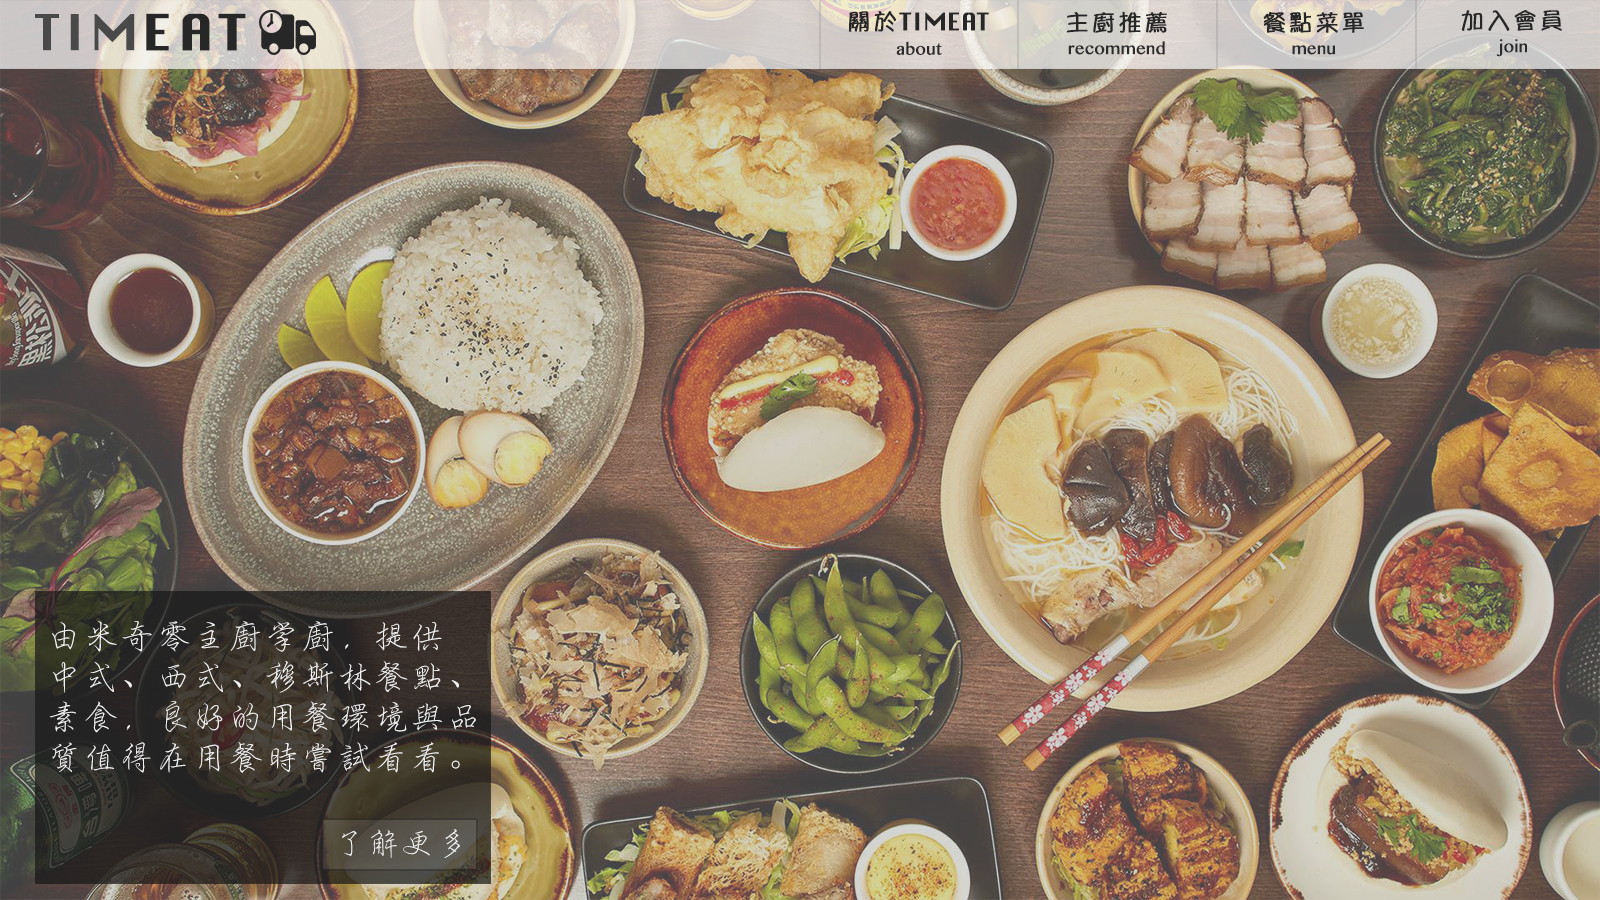 TIMEAT
關於TIMEAT
about
主廚推薦
recommend
餐點菜單
menu
加入會員
join
由米奇零主廚掌廚，提供
中式、西式、穆斯林餐點、
素食，良好的用餐環境與品
質值得在用餐時嘗試看看。
了解更多